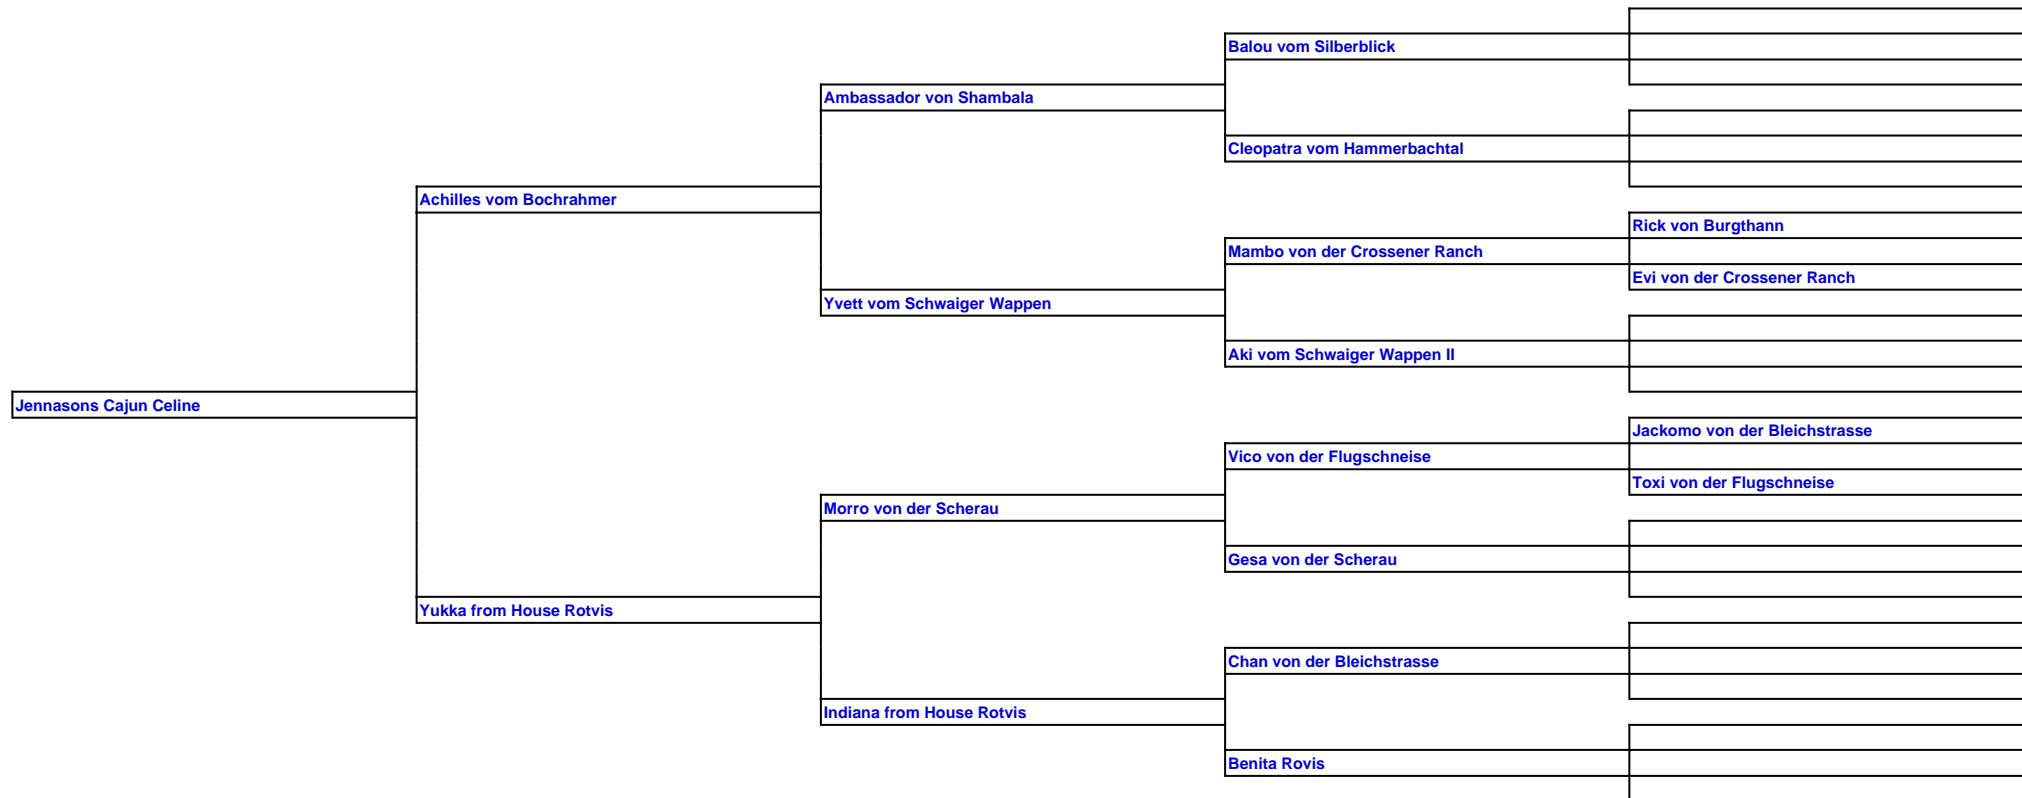 Balou vom Silberblick
Ambassador von Shambala
Cleopatra vom Hammerbachtal
Achilles vom Bochrahmer
Rick von Burgthann
Mambo von der Crossener Ranch
Evi von der Crossener Ranch
Yvett vom Schwaiger Wappen
Aki vom Schwaiger Wappen II
Jennasons Cajun Celine
Jackomo von der Bleichstrasse
Vico von der Flugschneise
Toxi von der Flugschneise
Morro von der Scherau
Gesa von der Scherau
Yukka from House Rotvis
Chan von der Bleichstrasse
Indiana from House Rotvis
Benita Rovis